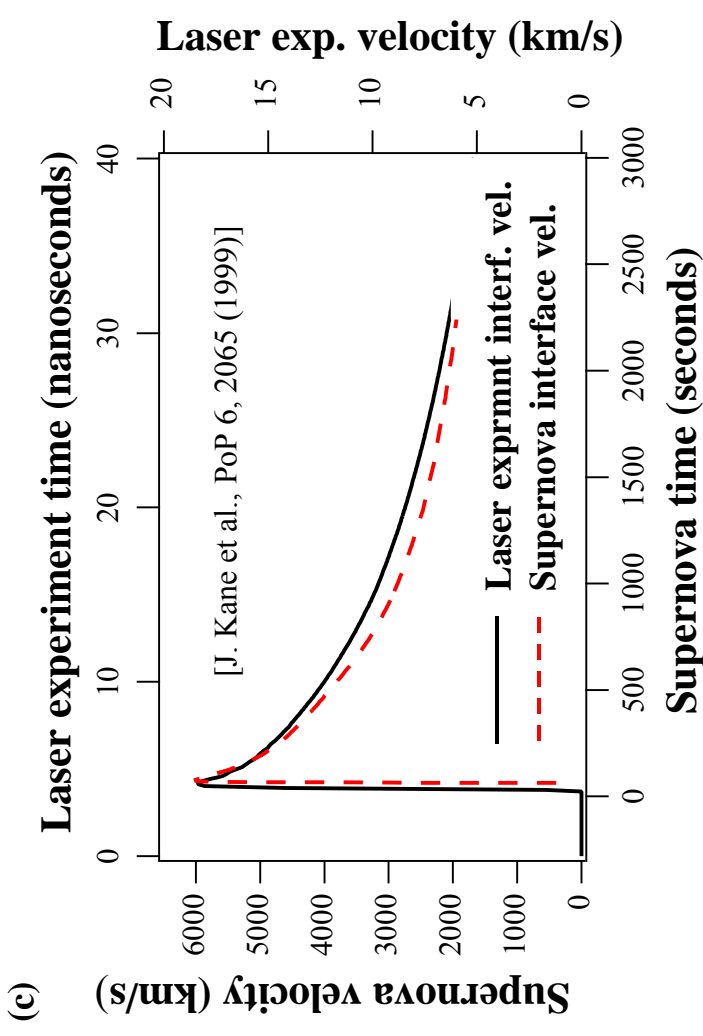 (c)
Laser experiment time (nanoseconds)
0 10 20 30 40
Supernova velocity (km/s)
6000
5000
4000
3000
2000
1000
0
Laser exp. velocity (km/s)
20
15
10
5
0
[J. Kane et al., PoP 6, 2065 (1999)]
Laser exprmnt interf. vel.
Supernova interface vel.
0 500 1000 1500 2000 2500 3000
Supernova time (seconds)